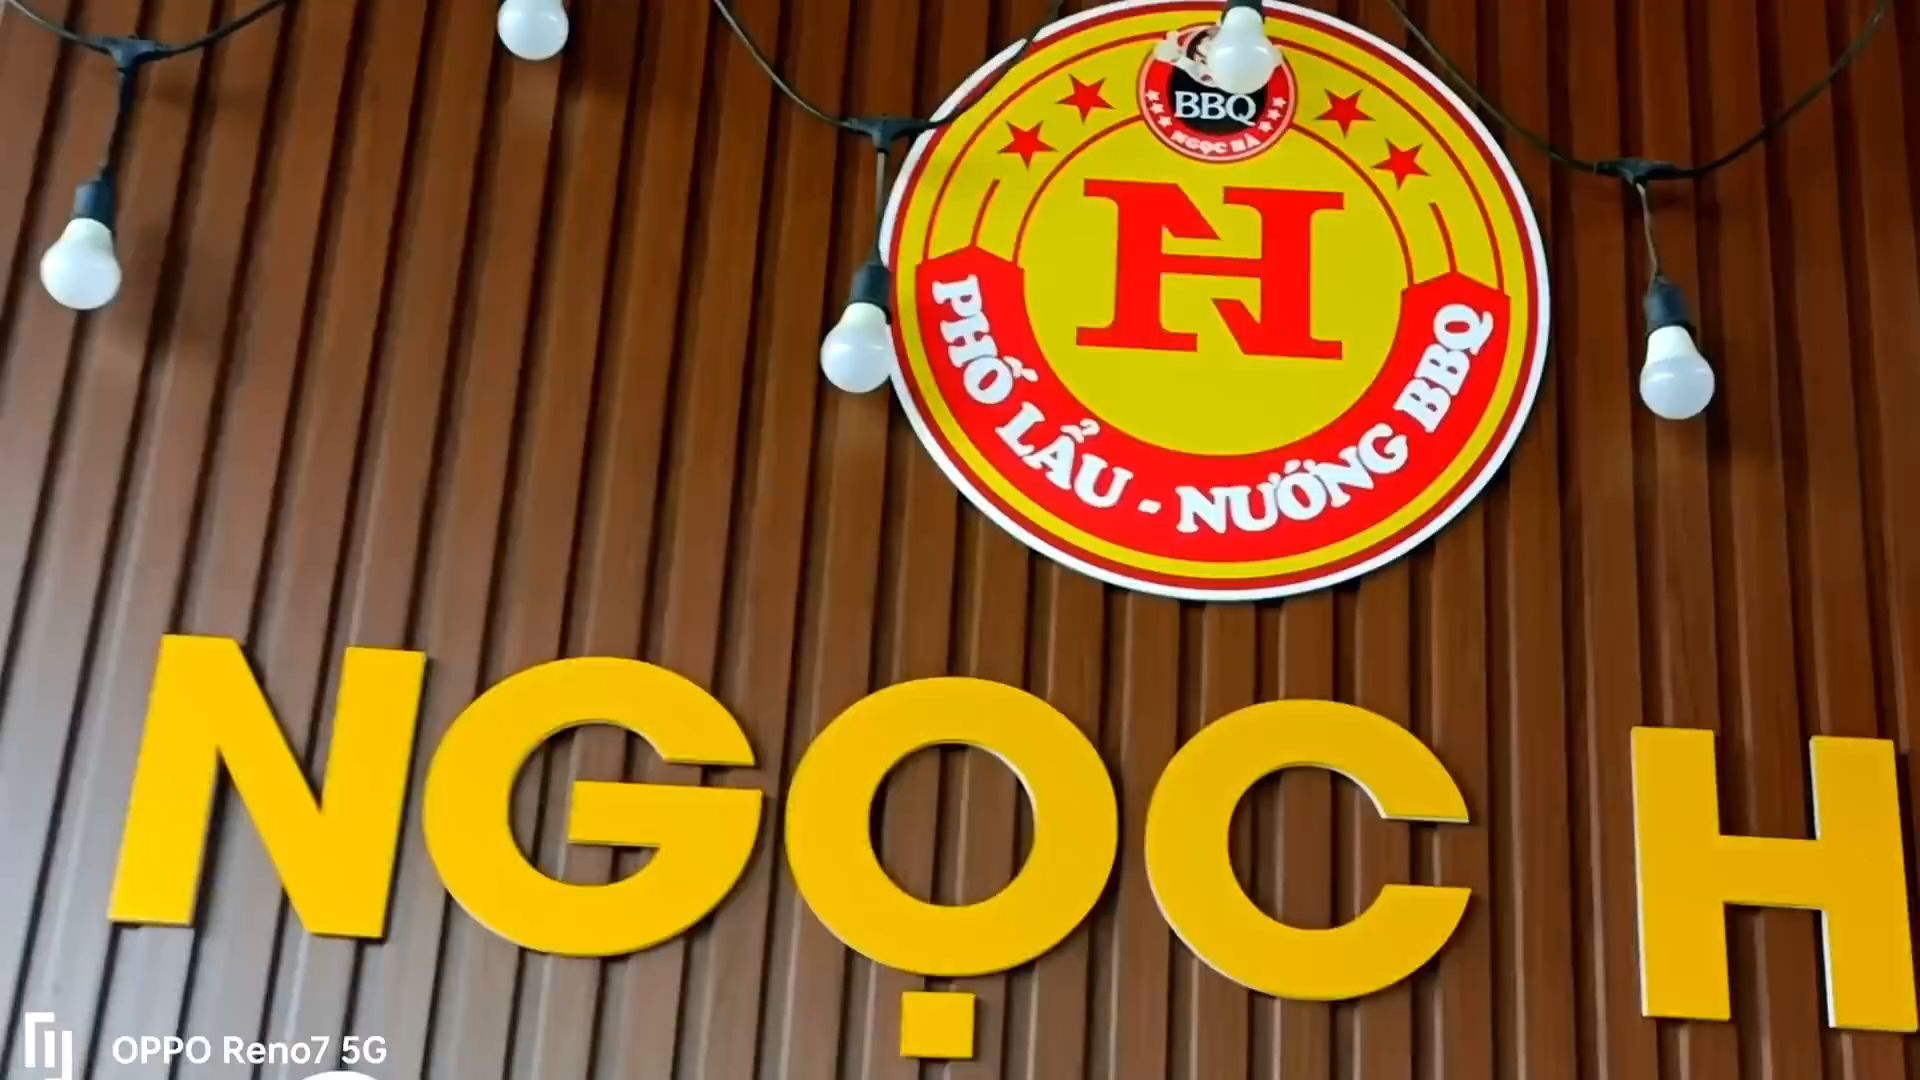 BBQ
NGỌC HÀ
PHỐ LẨU - NƯỚNG BBQ
NGỌC H
OPPO Reno7 5G